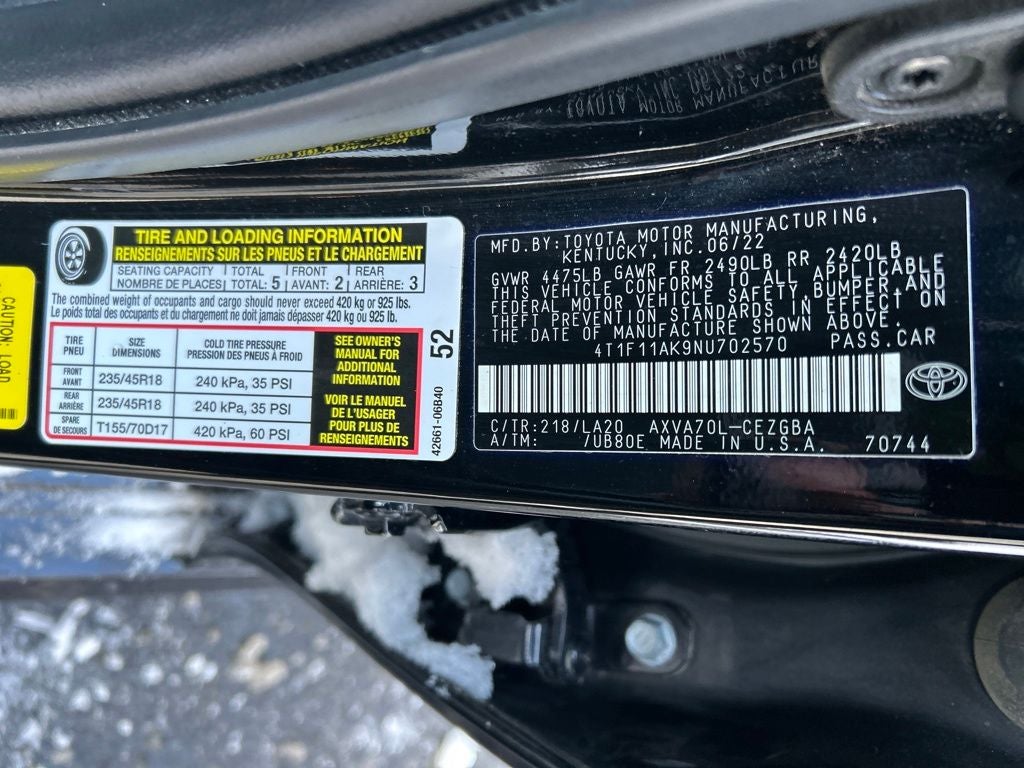 TIRE AND LOADING INFORMATION
RENSEIGNEMENTS SUR LES PNEUS ET LE CHARGEMENT
SEATING CAPACITY | TOTAL | FRONT | REAR
NOMBRE DE PLACES | TOTAL: 5 | AVANT: 2 | ARRIÈRE: 3
The combined weight of occupants and cargo should never exceed 420 kg or 925 lbs.
Le poids total des occupants et du chargement ne doit jamais dépasser 420 kg ou 925 lb.
TIRE SIZE COLD TIRE PRESSURE
PNEU DIMENSIONS PRESSION DES PNEUS À FROID
FRONT
AVANT 235/45R18 240 kPa, 35 PSI
REAR
ARRIÈRE 235/45R18 240 kPa, 35 PSI
SPARE
DE SECOURS T155/70D17 420 kPa, 60 PSI
SEE OWNER'S
MANUAL FOR
ADDITIONAL
INFORMATION
VOIR LE MANUEL
DE L'USAGER
POUR PLUS DE
RENSEIGNEMENTS
52
42661-06B40
CAUTION: LOAD
MFD.BY:TOYOTA MOTOR MANUFACTURING,
KENTUCKY, INC.06/22
GVWR 4475LB GAWR FR 2490LB RR 2420LB
THIS VEHICLE CONFORMS TO ALL APPLICABLE
FEDERAL MOTOR VEHICLE SAFETY, BUMPER, AND
THEFT PREVENTION STANDARDS IN EFFECT ON
THE DATE OF MANUFACTURE SHOWN ABOVE.
4T1F11AK9NU702570 PASS.CAR
C/TR:218/LA20 AXVA70L-CEZGBA
A/TM: /UB80E MADE IN U.S.A. 70744